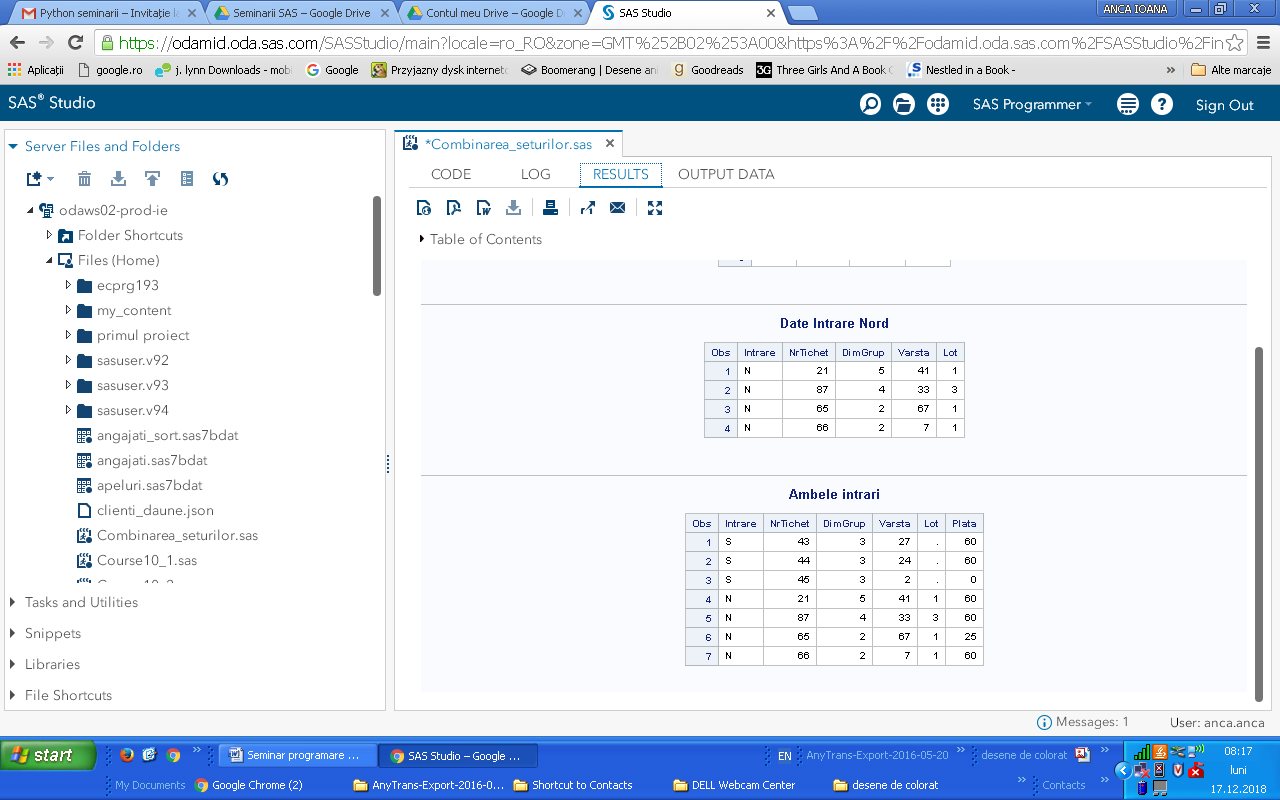 Python seminarii – Invitație la
Seminarii SAS – Google Drive
Contul meu Drive – Google D
SAS Studio
ANCA IOANA
https://odamid.oda.sas.com/SASStudio/main?locale=ro_RO&zone=GMT%252B02%253A00&https%3A%2F%2Fodamid.oda.sas.com%2FSASStudio%2Fin
Aplicații
google.ro
j. lynn Downloads - mobi
Google
Przyjazny dysk interneto
Boomerang | Desene ani
Goodreads
Three Girls And A Book O
Nestled in a Book -
»
Alte marcaje
SAS® Studio
SAS Programmer
Sign Out
Server Files and Folders
odaws02-prod-ie
Folder Shortcuts
Files (Home)
ecprg193
my_content
primul proiect
sasuser.v92
sasuser.v93
sasuser.v94
angajati_sort.sas7bdat
angajati.sas7bdat
apeluri.sas7bdat
clienti_daune.json
Combinarea_seturilor.sas
Course10_1.sas
Tasks and Utilities
Snippets
Libraries
File Shortcuts
*Combinarea_seturilor.sas
CODE LOG RESULTS OUTPUT DATA
Table of Contents
Date Intrare Nord
Obs Intrare NrTichet DimGrup Varsta Lot
1 N 21 5 41 1
2 N 87 4 33 3
3 N 65 2 67 1
4 N 66 2 7 1
Ambele intrari
Obs Intrare NrTichet DimGrup Varsta Lot Plata
1 S 43 3 27 . 60
2 S 44 3 24 . 60
3 S 45 3 2 . 0
4 N 21 5 41 1 60
5 N 87 4 33 3 60
6 N 65 2 67 1 25
7 N 66 2 7 1 60
Messages: 1
User: anca.anca
start
»
Seminar programare ...
SAS Studio – Google ...
EN
AnyTrans-Export-2016-05-20
»
desene de colorat
»
08:17
My Documents
Google Chrome (2)
AnyTrans-Export-2016-0...
Shortcut to Contacts
DELL Webcam Center
desene de colorat
»
Contacts
»
luni
17.12.2018